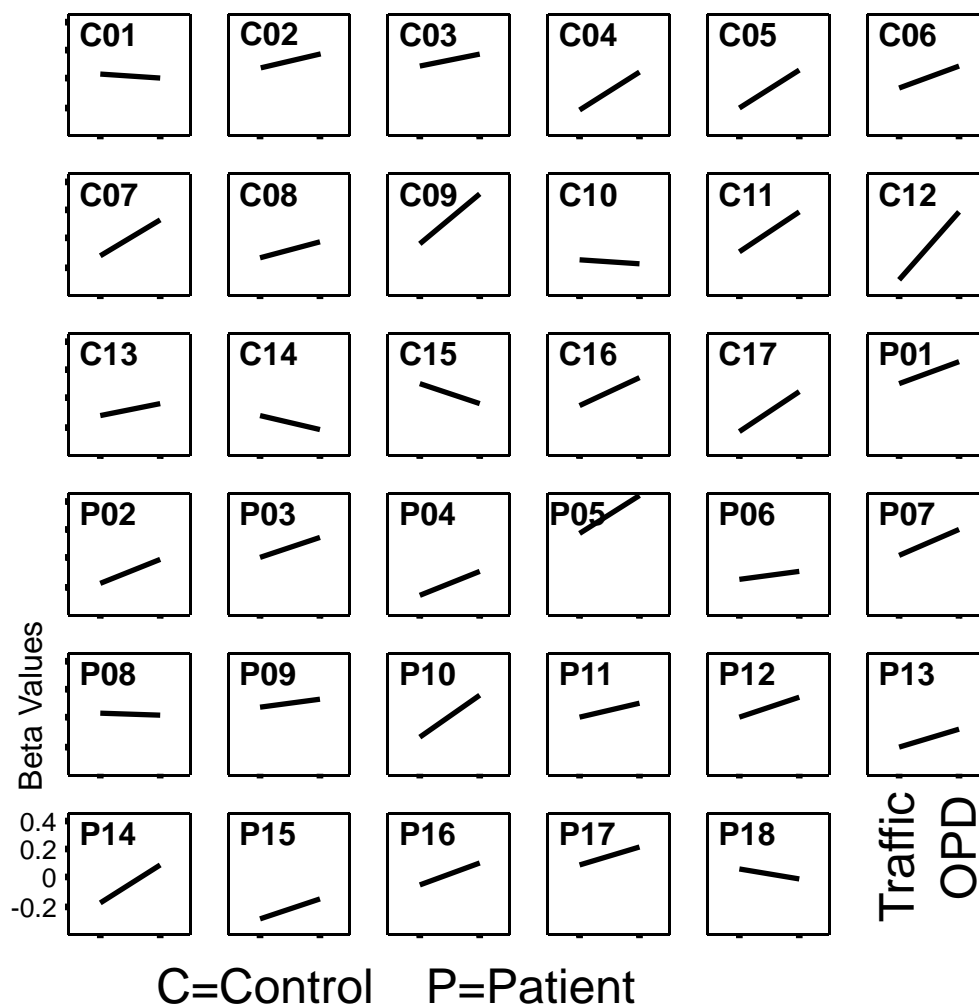 C01 C02 C03 C04 C05 C06
C07 C08 C09 C10 C11 C12
C13 C14 C15 C16 C17 P01
P02 P03 P04 P05 P06 P07
P08 P09 P10 P11 P12 P13
P14 P15 P16 P17 P18
Beta Values
0.4
0.2
0
-0.2
Traffic
OPD
C=Control P=Patient